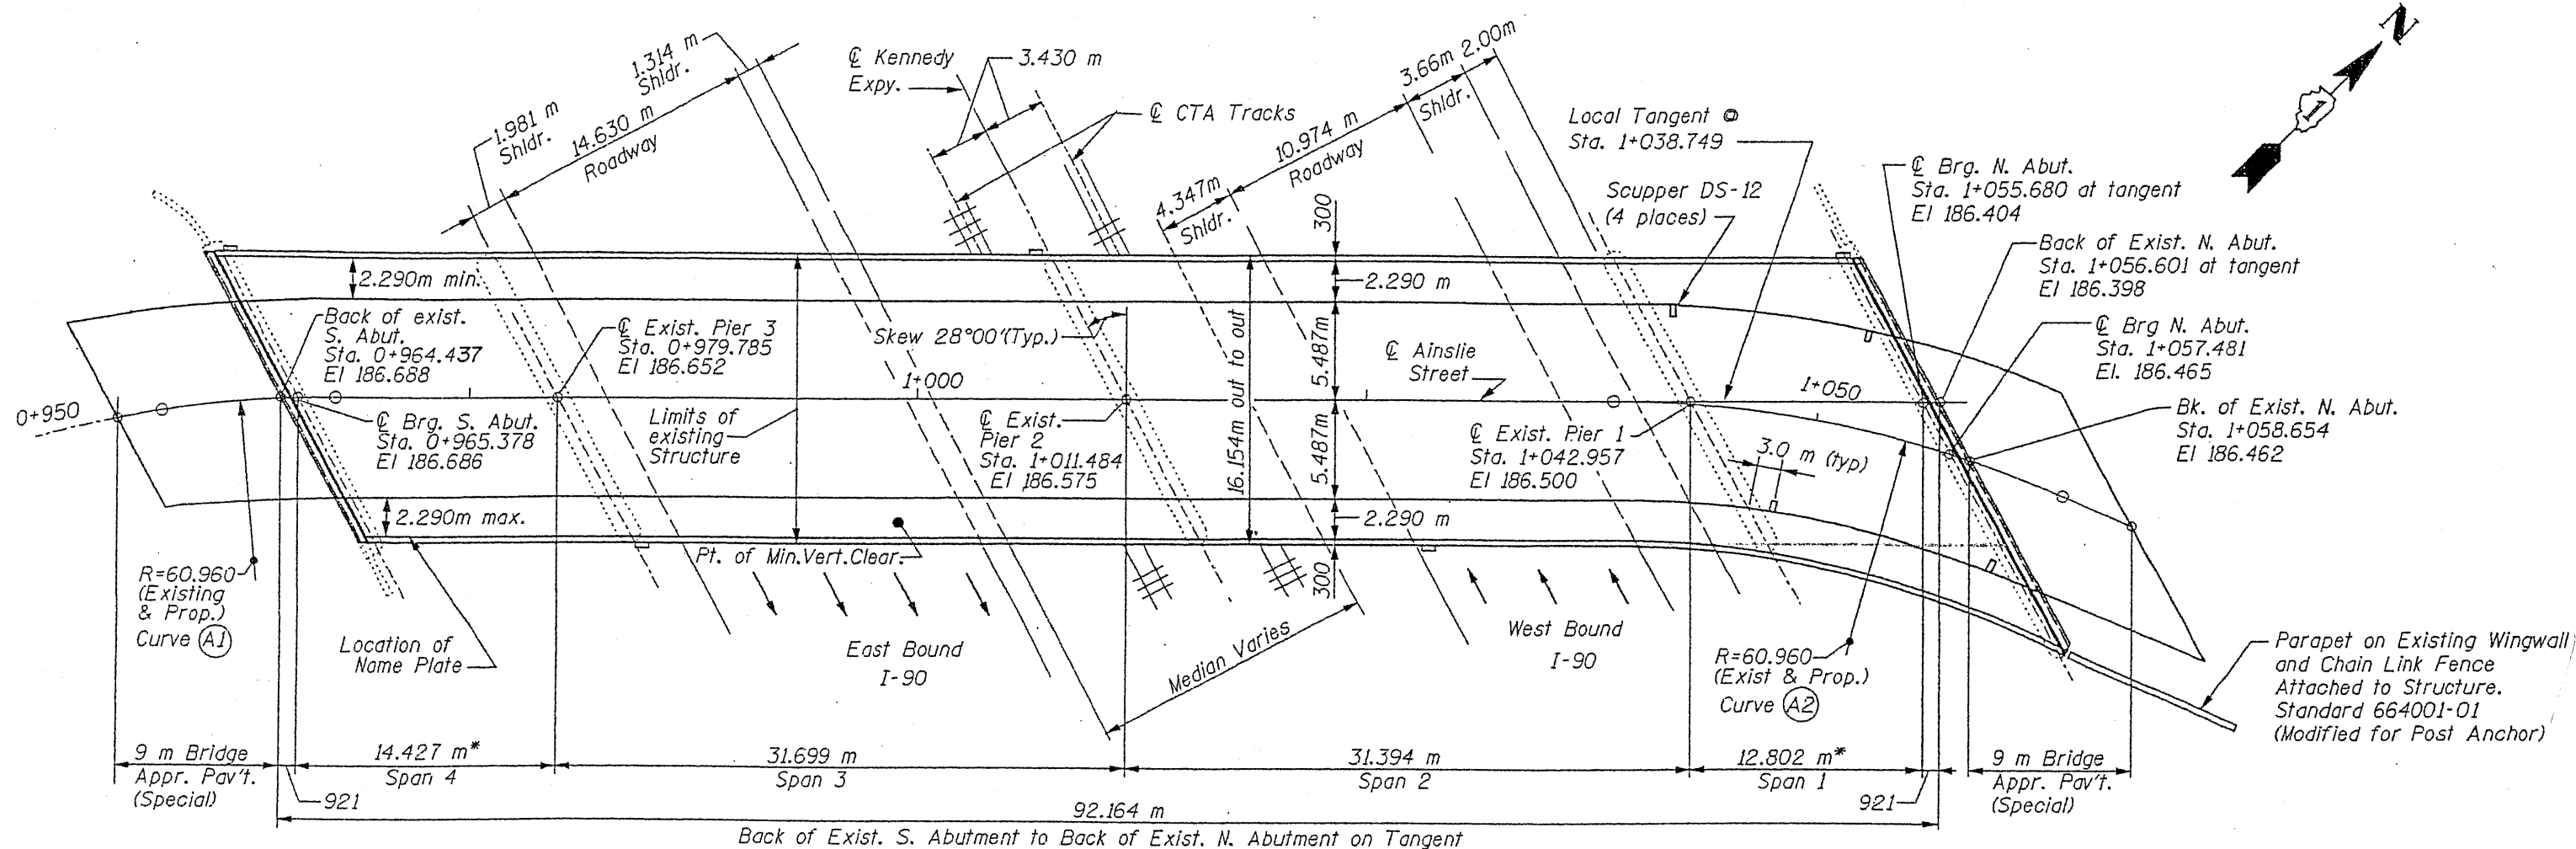 1.981 m
Shldr.
14.630 m
Roadway
1.314 m
Shldr.
℄ Kennedy
Expy.
3.430 m
℄ CTA Tracks
4.347m
Shldr.
10.974 m
Roadway
3.66m
Shldr.
2.00m
Local Tangent @
Sta. 1+038.749
Scupper DS-12
(4 places)
℄ Brg. N. Abut.
Sta. 1+055.680 at tangent
El 186.404
Back of Exist. N. Abut.
Sta. 1+056.601 at tangent
El 186.398
℄ Brg N. Abut.
Sta. 1+057.481
El. 186.465
Bk. of Exist. N. Abut.
Sta. 1+058.654
El 186.462
N
1
300
2.290m min.
2.290 m
Back of exist.
S. Abut.
Sta. 0+964.437
El 186.688
℄ Exist. Pier 3
Sta. 0+979.785
El 186.652
Skew 28°00'(Typ.)
16.154m out to out
5.487m
℄ Ainslie
Street
0+950
1+000
1+050
℄ Brg. S. Abut.
Sta. 0+965.378
El 186.686
Limits of
existing
Structure
℄ Exist.
Pier 2
Sta. 1+011.484
El 186.575
5.487m
℄ Exist. Pier 1
Sta. 1+042.957
El 186.500
3.0 m (typ)
2.290m max.
2.290 m
Pt. of Min.Vert.Clear.
300
R=60.960
(Existing
& Prop.)
Curve A1
Location of
Name Plate
East Bound
I-90
Median Varies
West Bound
I-90
R=60.960
(Exist & Prop.)
Curve A2
Parapet on Existing Wingwall
and Chain Link Fence
Attached to Structure.
Standard 664001-01
(Modified for Post Anchor)
9 m Bridge
Appr. Pav't.
(Special)
921
14.427 m*
Span 4
31.699 m
Span 3
31.394 m
Span 2
12.802 m*
Span 1
921
9 m Bridge
Appr. Pav't.
(Special)
92.164 m
Back of Exist. S. Abutment to Back of Exist. N. Abutment on Tangent